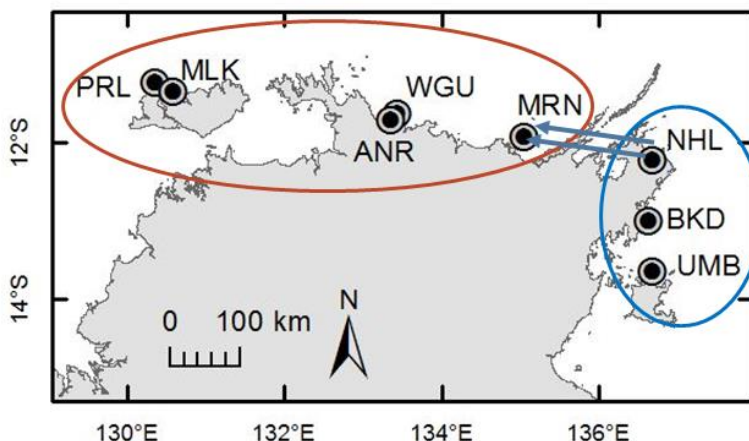 PRL
MLK
WGU
ANR
MRN
NHL
BKD
UMB
12°S
14°S
N
0 100 km
130°E 132°E 134°E 136°E